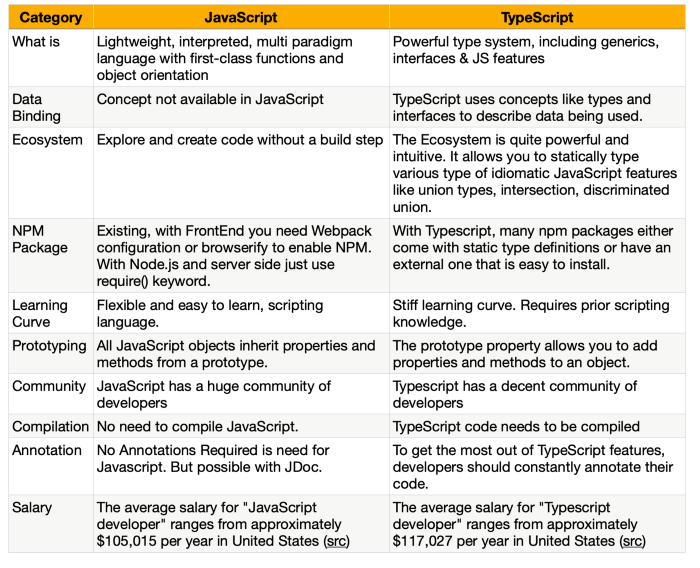 Category JavaScript TypeScript
What is
Lightweight, interpreted, multi paradigm
language with first-class functions and
object orientation
Powerful type system, including generics,
interfaces & JS features
Data
Binding
Concept not available in JavaScript
TypeScript uses concepts like types and
interfaces to describe data being used.
Ecosystem
Explore and create code without a build step
The Ecosystem is quite powerful and
intuitive. It allows you to statically type
various type of idiomatic JavaScript features
like union types, intersection, discriminated
union.
NPM
Package
Existing, with FrontEnd you need Webpack
configuration or browserify to enable NPM.
With Node.js and server side just use
require() keyword.
With Typescript, many npm packages either
come with static type definitions or have an
external one that is easy to install.
Learning
Curve
Flexible and easy to learn, scripting
language.
Stiff learning curve. Requires prior scripting
knowledge.
Prototyping
All JavaScript objects inherit properties and
methods from a prototype.
The prototype property allows you to add
properties and methods to an object.
Community
JavaScript has a huge community of
developers
Typescript has a decent community of
developers
Compilation
No need to compile JavaScript.
TypeScript code needs to be compiled
Annotation
No Annotations Required is need for
Javascript. But possible with JDoc.
To get the most out of TypeScript features,
developers should constantly annotate their
code.
Salary
The average salary for "JavaScript
developer" ranges from approximately
$105,015 per year in United States (src)
The average salary for "Typescript
developer" ranges from approximately
$117,027 per year in United States (src)